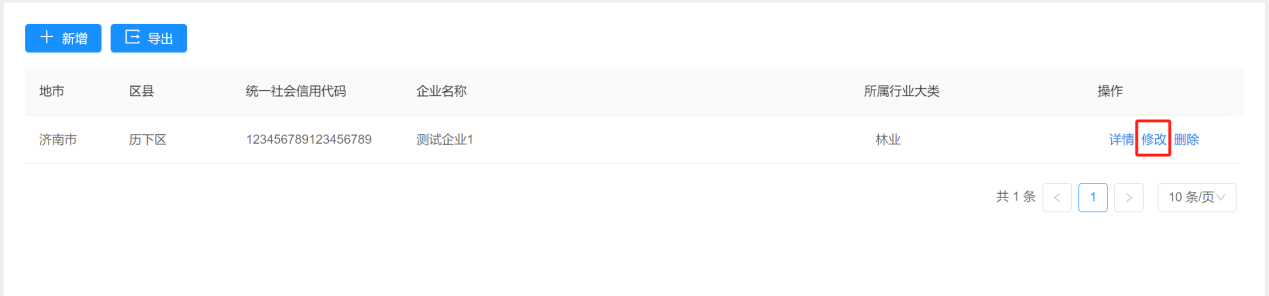 新增 导出
地市 区县 统一社会信用代码 企业名称 所属行业大类 操作
济南市 历下区 123456789123456789 测试企业1 林业 详情 修改 删除
共 1 条 < 1 > 10 条/页